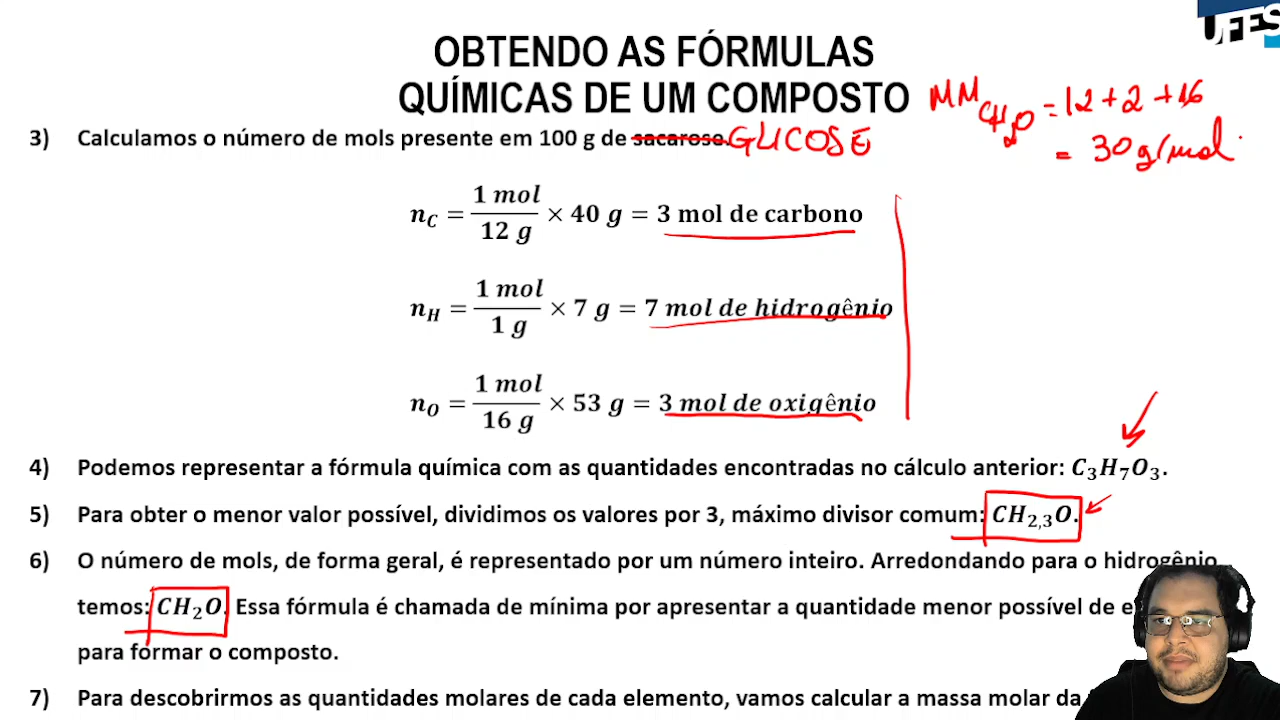 UFES
OBTENDO AS FÓRMULAS
QUÍMICAS DE UM COMPOSTO
MM CH₂O = 12 + 2 + 16
= 30 g/mol
3) Calculamos o número de mols presente em 100 g de sacarose. GLICOSE
n_C = 1 mol / 12 g × 40 g = 3 mol de carbono
n_H = 1 mol / 1 g × 7 g = 7 mol de hidrogênio
n_O = 1 mol / 16 g × 53 g = 3 mol de oxigênio
4) Podemos representar a fórmula química com as quantidades encontradas no cálculo anterior: C₃H₇O₃.
5) Para obter o menor valor possível, dividimos os valores por 3, máximo divisor comum: CH₂,₃O.
6) O número de mols, de forma geral, é representado por um número inteiro. Arredondando para o hidrogênio
temos: CH₂O. Essa fórmula é chamada de mínima por apresentar a quantidade menor possível de
para formar o composto.
7) Para descobrirmos as quantidades molares de cada elemento, vamos calcular a massa molar da